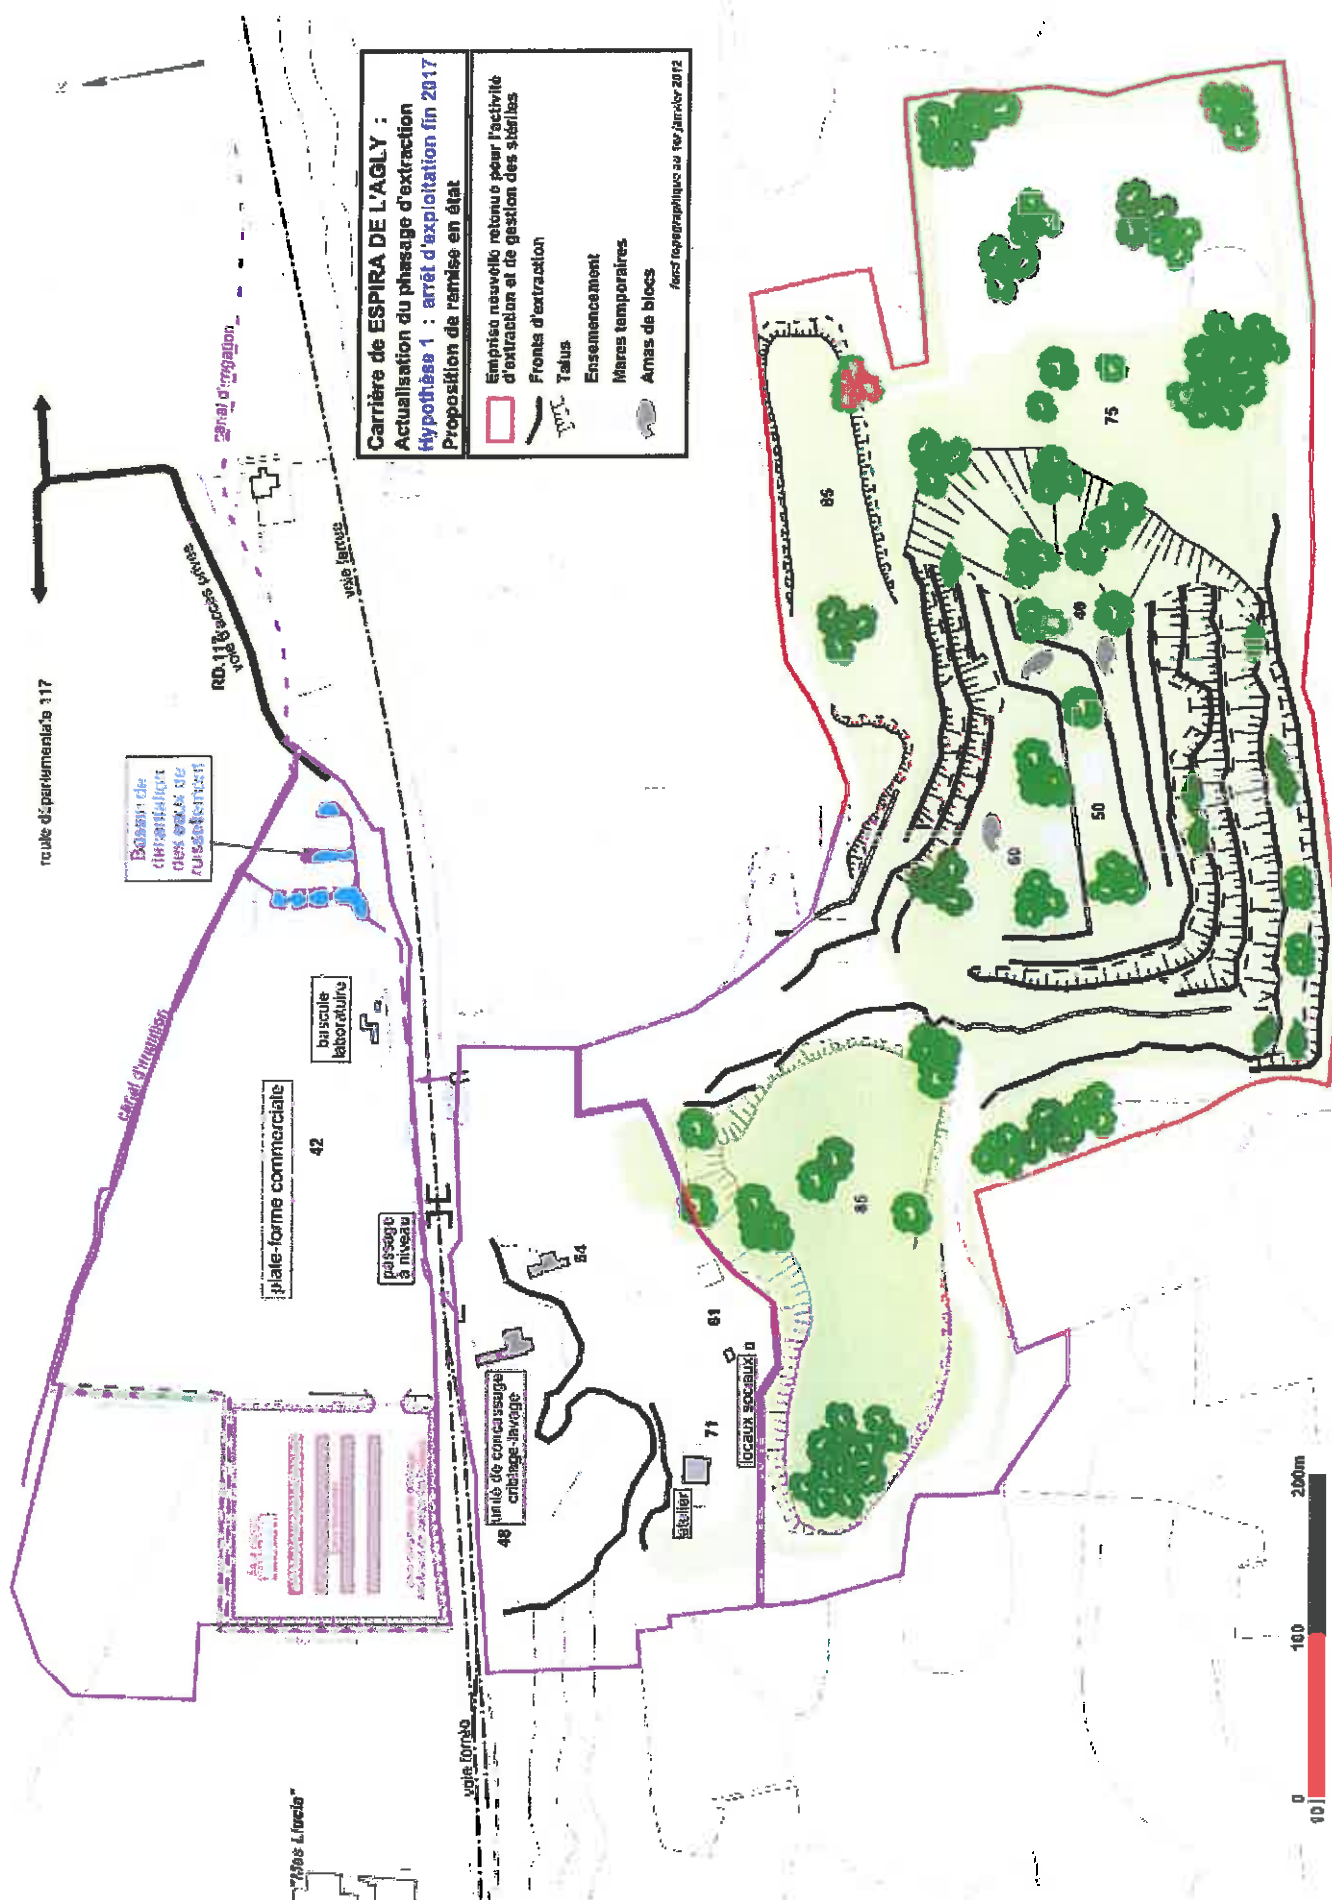 Carrière de ESPIRA DE L'AGLY :
Actualisation du phasage d'extraction
Hypothèse 1 : arrêt d'exploitation fin 2017
Proposition de remise en état
Emprise nouvelle retenue pour l'activité
d'extraction et de gestion des stériles
Fronts d'extraction
Talus
Ensemencement
Mares temporaires
Amas de blocs
fond topographique au 1er janvier 2012
route départementale 117
RD.117
voie d'accès privée
canal d'irrigation
voie ferrée
Bassin de
décantation
des eaux de
ruissellement
canal d'irrigation
bascule
laboratoire
plate-forme commerciale
42
passage
à niveau
64
unité de concassage
criblage-lavage
48
61
locaux sociaux
71
atelier
voie ferrée
"Mas Llucia"
86
75
60
50
85
0
100
200m